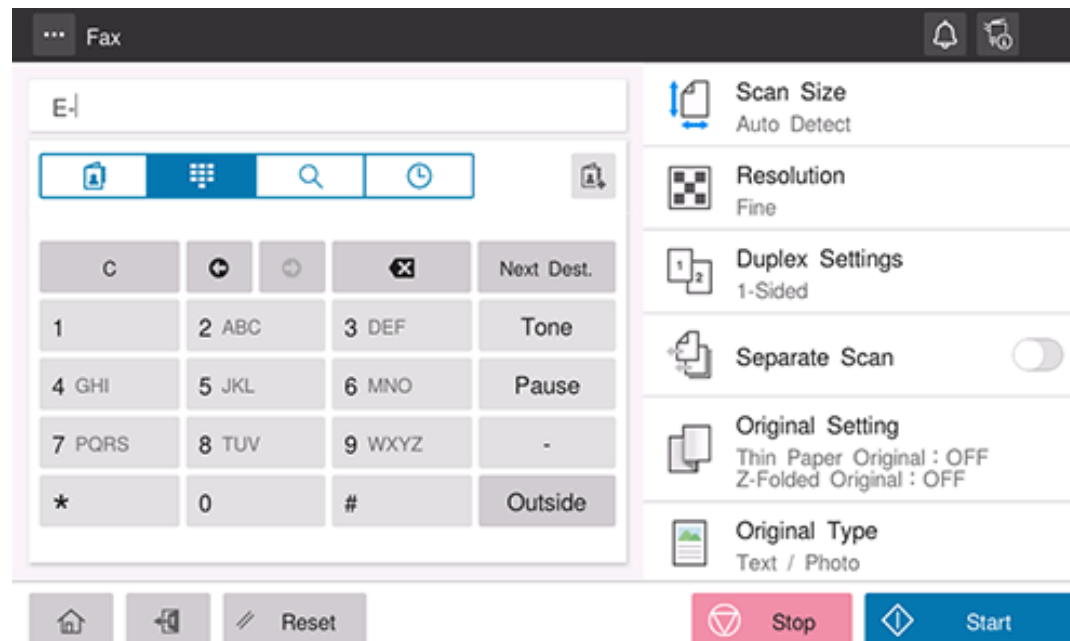 Fax
E-
Scan Size
Auto Detect
Resolution
Fine
1 2
Duplex Settings
1-Sided
Separate Scan
Original Setting
Thin Paper Original : OFF
Z-Folded Original : OFF
Original Type
Text / Photo
C Next Dest.
1 2 ABC 3 DEF Tone
4 GHI 5 JKL 6 MNO Pause
7 PQRS 8 TUV 9 WXYZ -
* 0 # Outside
Reset
Stop
Start